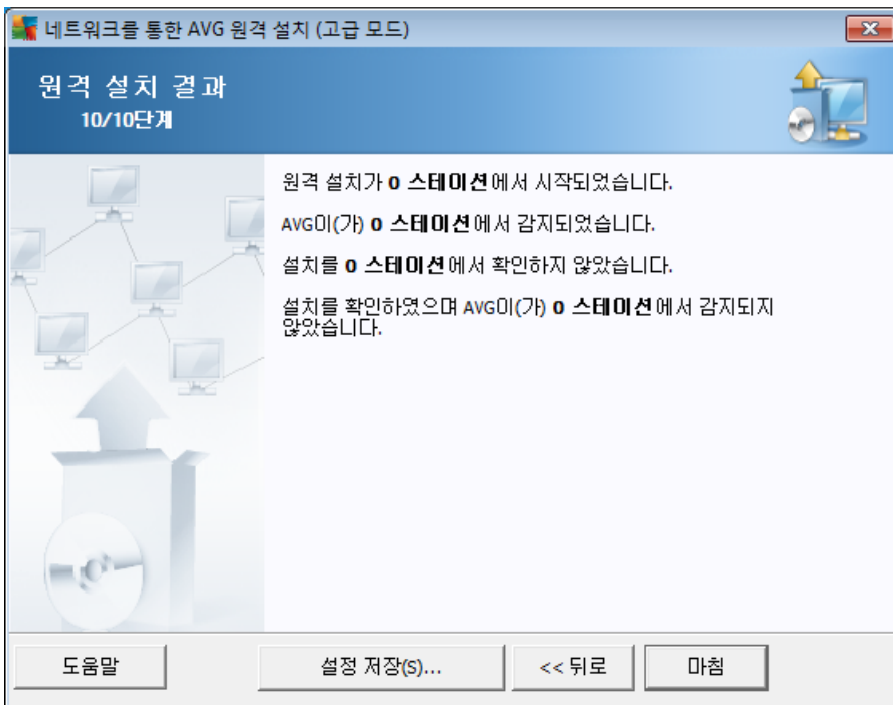 네트워크를 통한 AVG 원격 설치 (고급 모드)
원격 설치 결과
10/10단계
원격 설치가 0 스테이션에서 시작되었습니다.
AVG이(가) 0 스테이션에서 감지되었습니다.
설치를 0 스테이션에서 확인하지 않았습니다.
설치를 확인하였으며 AVG이(가) 0 스테이션에서 감지되지
않았습니다.
도움말
설정 저장(S)...
<< 뒤로
마침